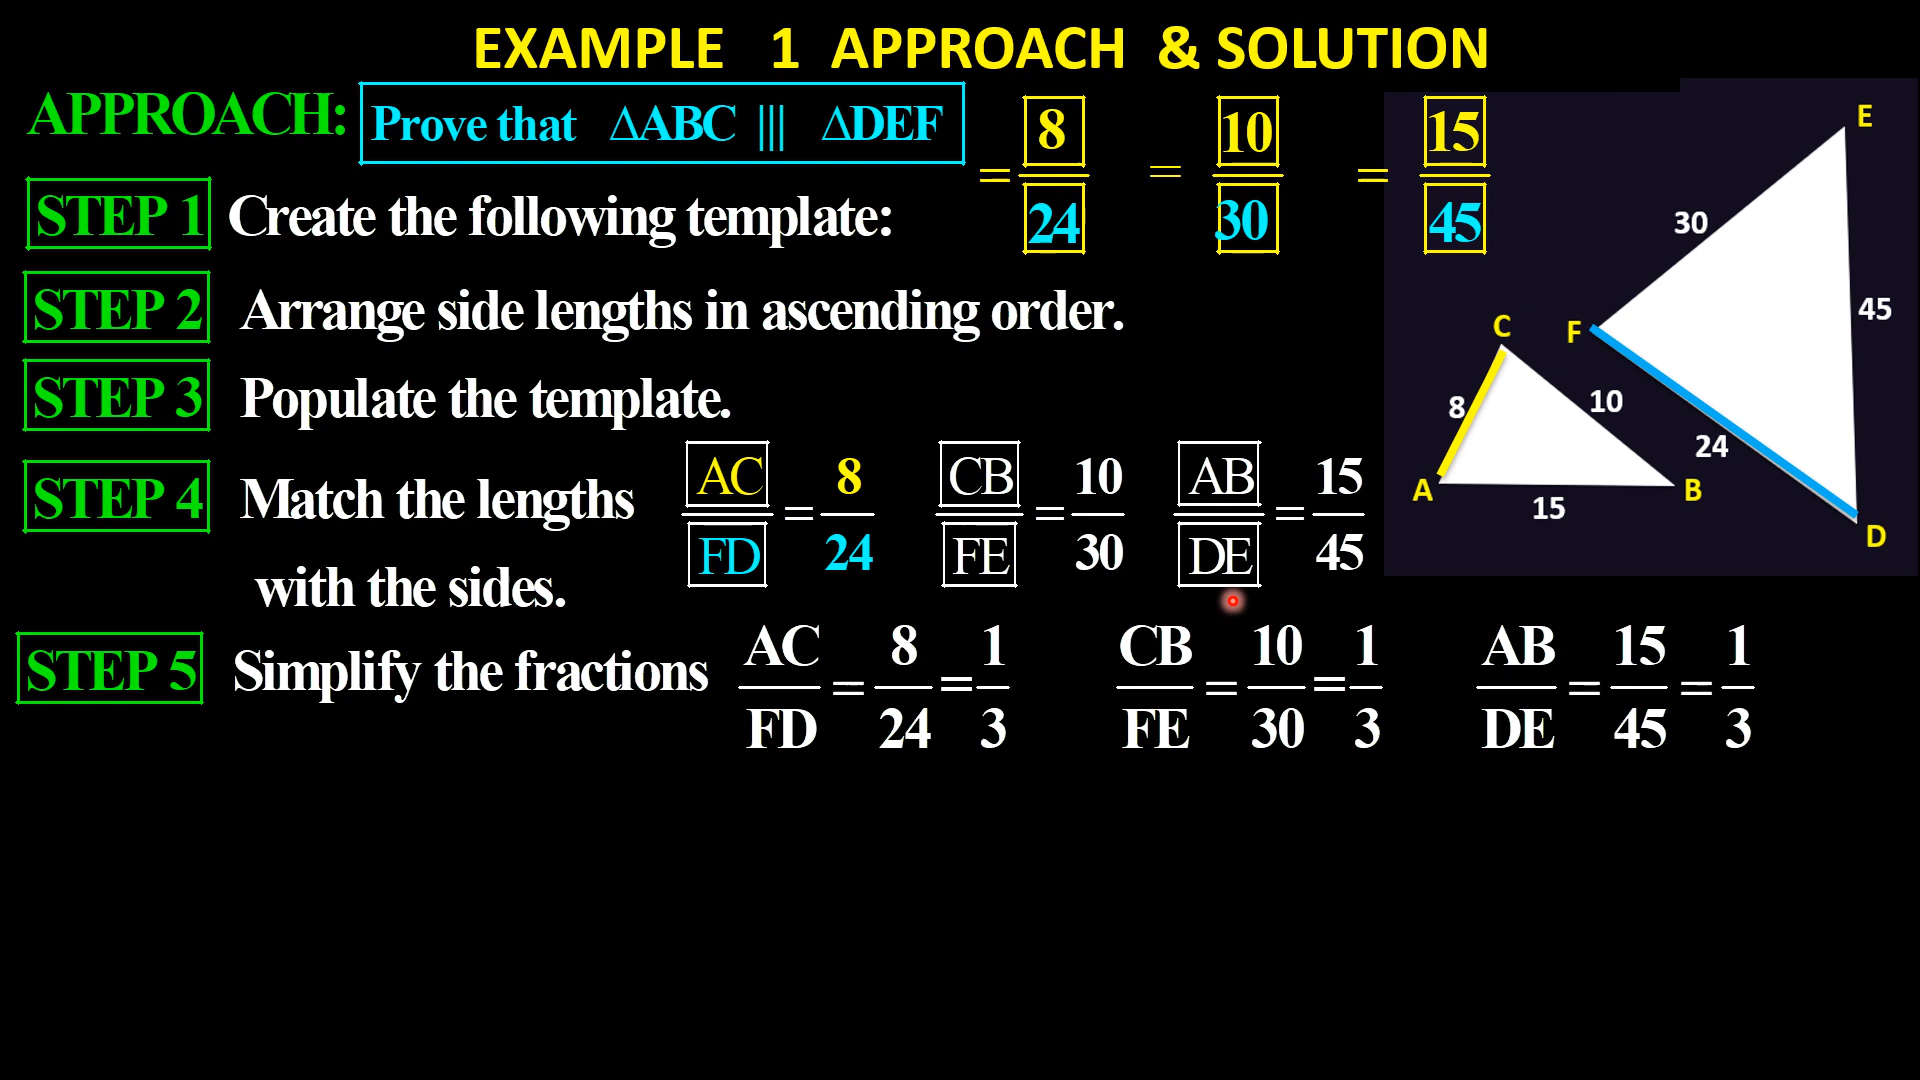 EXAMPLE 1 APPROACH & SOLUTION
APPROACH: Prove that ΔABC ||| ΔDEF
= 8/24 = 10/30 = 15/45
STEP 1 Create the following template:
STEP 2 Arrange side lengths in ascending order.
STEP 3 Populate the template.
STEP 4 Match the lengths
with the sides.
AC/FD = 8/24 CB/FE = 10/30 AB/DE = 15/45
STEP 5 Simplify the fractions AC/FD = 8/24 = 1/3 CB/FE = 10/30 = 1/3 AB/DE = 15/45 = 1/3
E
30
45
C
F
8
10
24
A
15
B
D